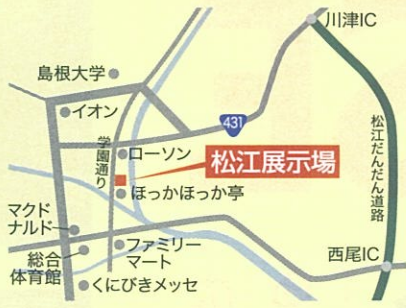 川津IC
島根大学
イオン
431
学園通り
ローソン
松江展示場
ほっかほっか亭
松江だんだん道路
マクド
ナルド
総合
体育館
ファミリー
マート
くにびきメッセ
西尾IC